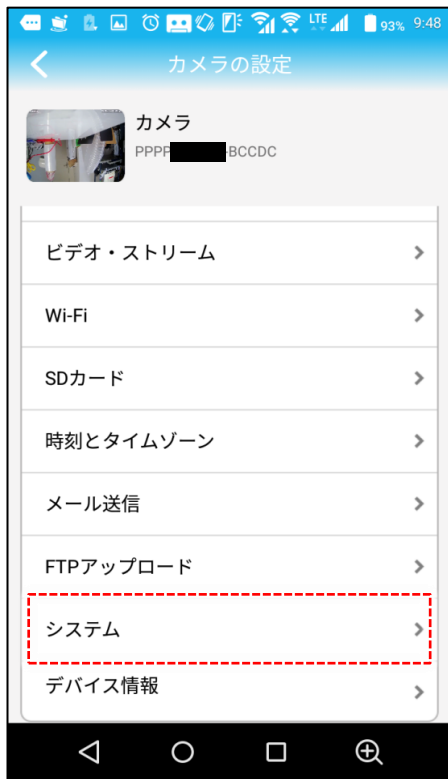 LTE 93% 9:48
カメラの設定
カメラ
PPPP -BCCDC
ビデオ・ストリーム
Wi-Fi
SDカード
時刻とタイムゾーン
メール送信
FTPアップロード
システム
デバイス情報